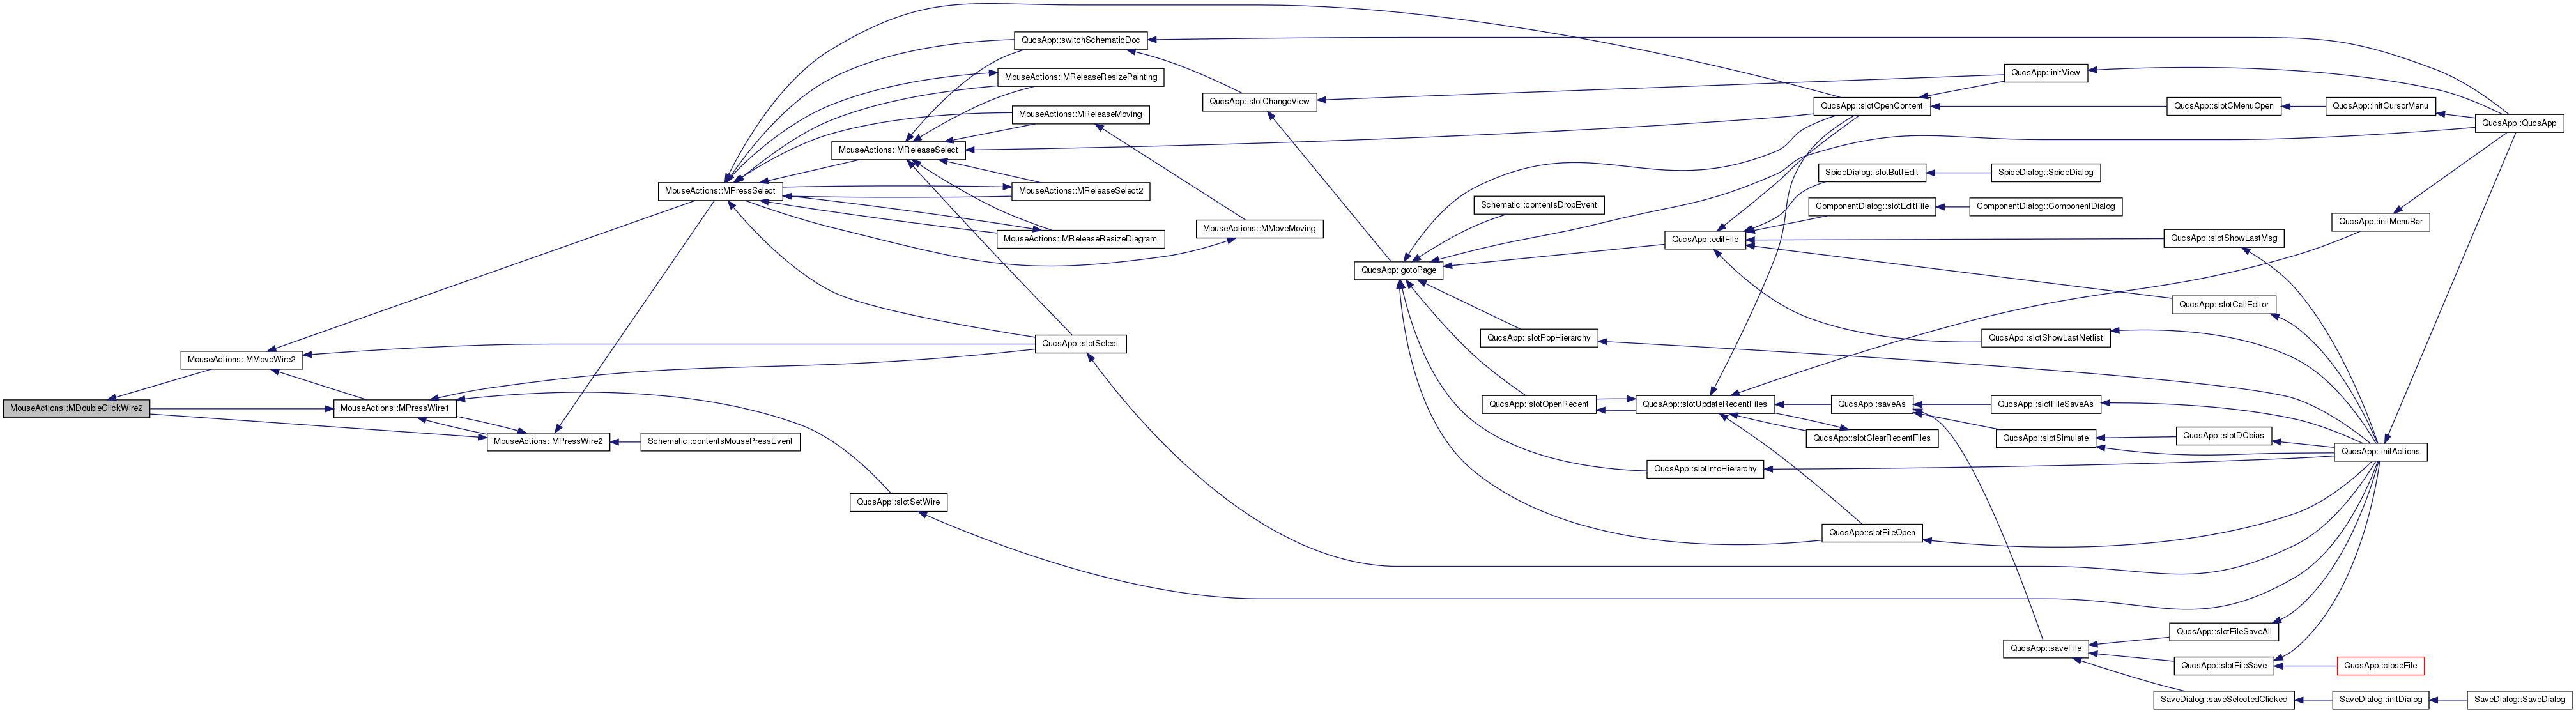 QucsApp::switchSchematicDoc
MouseActions::MReleaseResizePainting
QucsApp::initView
QucsApp::slotChangeView
QucsApp::slotOpenContent
QucsApp::slotCMenuOpen
QucsApp::initCursorMenu
MouseActions::MReleaseMoving
QucsApp::QucsApp
MouseActions::MReleaseSelect
SpiceDialog::slotButtEdit
SpiceDialog::SpiceDialog
MouseActions::MPressSelect
MouseActions::MReleaseSelect2
Schematic::contentsDropEvent
ComponentDialog::slotEditFile
ComponentDialog::ComponentDialog
QucsApp::initMenuBar
MouseActions::MMoveMoving
MouseActions::MReleaseResizeDiagram
QucsApp::editFile
QucsApp::slotShowLastMsg
QucsApp::gotoPage
QucsApp::slotCallEditor
QucsApp::slotPopHierarchy
QucsApp::slotShowLastNetlist
QucsApp::slotSelect
MouseActions::MMoveWire2
MouseActions::MDoubleClickWire2
MouseActions::MPressWire1
QucsApp::slotOpenRecent
QucsApp::slotUpdateRecentFiles
QucsApp::saveAs
QucsApp::slotFileSaveAs
MouseActions::MPressWire2
Schematic::contentsMousePressEvent
QucsApp::slotClearRecentFiles
QucsApp::slotSimulate
QucsApp::slotDCbias
QucsApp::initActions
QucsApp::slotIntoHierarchy
QucsApp::slotSetWire
QucsApp::slotFileOpen
QucsApp::slotFileSaveAll
QucsApp::saveFile
QucsApp::slotFileSave
QucsApp::closeFile
SaveDialog::saveSelectedClicked
SaveDialog::initDialog
SaveDialog::SaveDialog